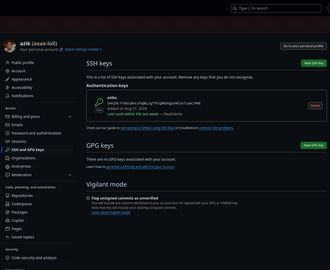 Type / to search
azik (axax-loll)
Your personal account
Go to your personal profile
Public profile
Account
Appearance
Accessibility
Notifications
Access
Billing and plans
Emails
Password and authentication
Sessions
SSH and GPG keys
Organizations
Enterprises
Moderation
Code, planning, and automation
Repositories
Codespaces
Packages
Copilot
Pages
Saved replies
Security
Code security and analysis
SSH keys
New SSH key
This is a list of SSH keys associated with your account. Remove any keys that you do not recognize.
Authentication keys
Added on Aug 27, 2024
Last used within the last week — Read/write
SSH
Delete
Check out our guide to connecting to GitHub using SSH keys or troubleshoot common SSH problems.
GPG keys
New GPG key
There are no GPG keys associated with your account.
Learn how to generate a GPG key and add it to your account.
Vigilant mode
Flag unsigned commits as unverified
This will include any commit attributed to your account but not signed with your GPG or S/MIME key.
Note that this will include your existing unsigned commits.
Learn about vigilant mode.